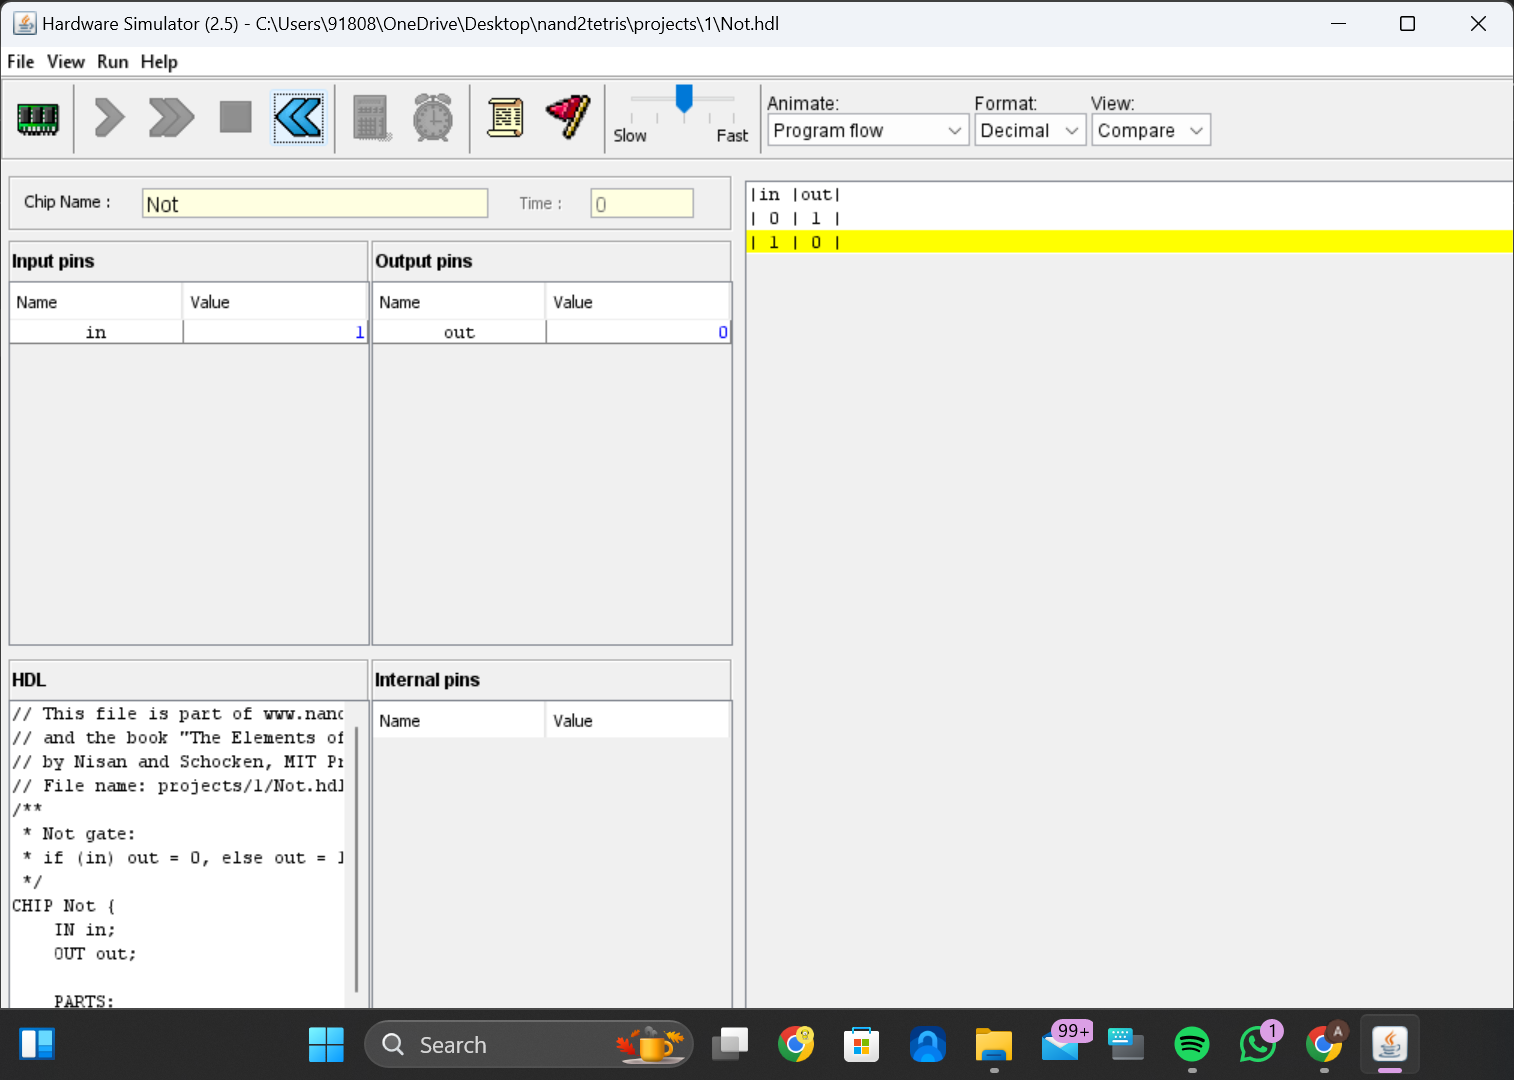 Hardware Simulator (2.5) - C:\Users\91808\OneDrive\Desktop\nand2tetris\projects\1\Not.hdl
File View Run Help
Animate: Format: View:
Slow Fast Program flow Decimal Compare
Chip Name : Not Time : 0
|in |out|
| 0 | 1 |
| 1 | 0 |
Input pins
Name Value
in 1
Output pins
Name Value
out 0
HDL
// This file is part of www.nand
// and the book "The Elements of
// by Nisan and Schocken, MIT Pr
// File name: projects/1/Not.hdl
/**
* Not gate:
* if (in) out = 0, else out = 1
*/
CHIP Not {
IN in;
OUT out;
PARTS:
Internal pins
Name Value
Search
99+
1
A